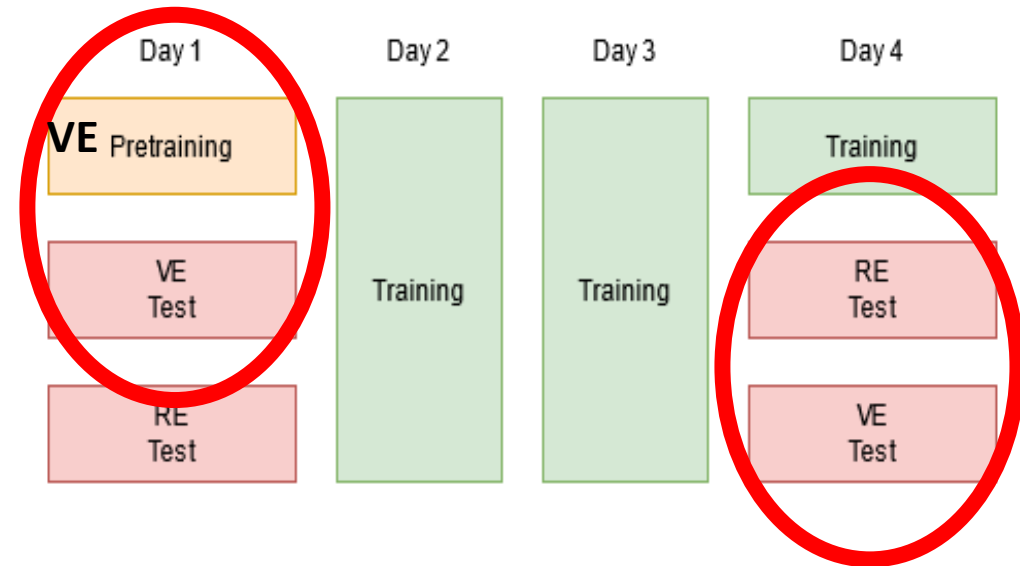 Day 1
Day 2
Day 3
Day 4
VE Pretraining
Training
VE
Test
Training
Training
RE
Test
RE
Test
VE
Test